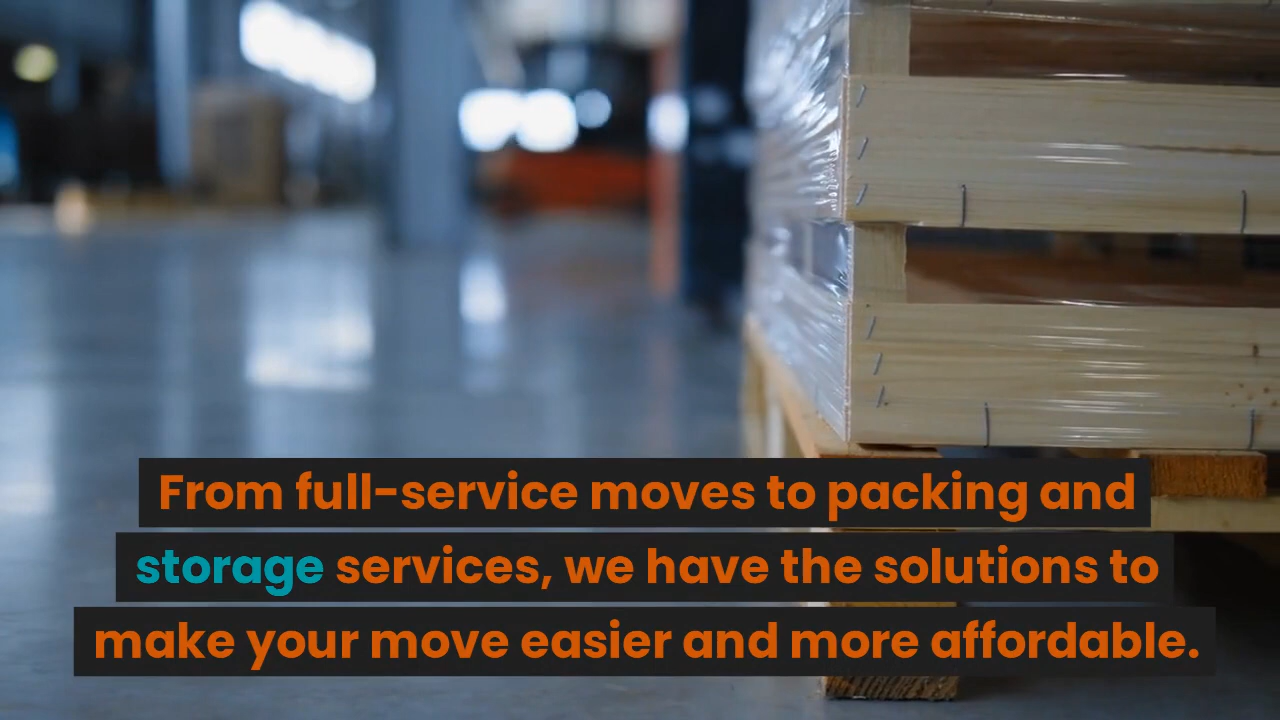 From full-service moves to packing and
storage services, we have the solutions to
make your move easier and more affordable.